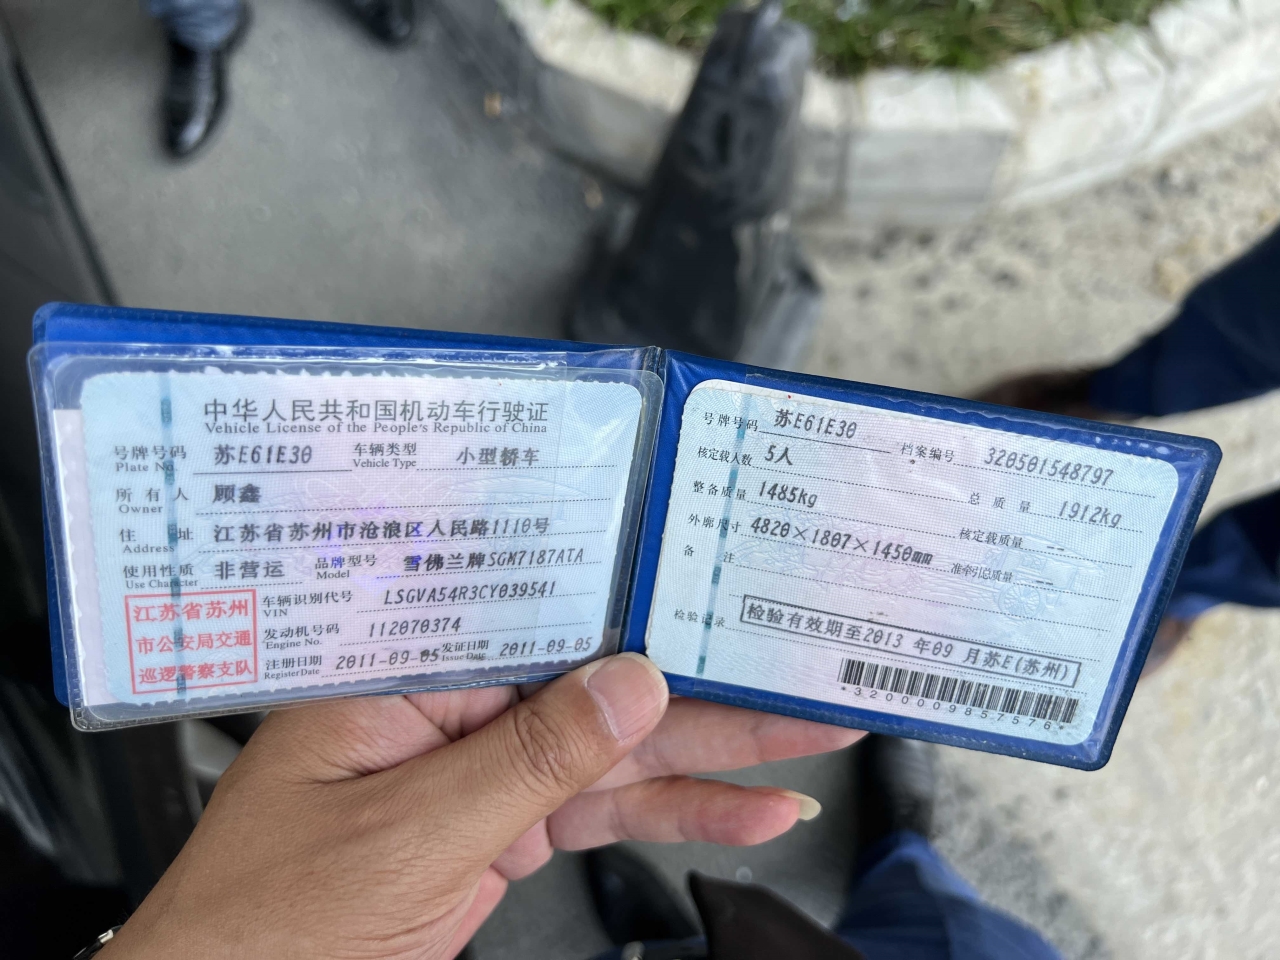 中华人民共和国机动车行驶证
Vehicle License of the People's Republic of China
号牌号码 苏E61E30 车辆类型 小型轿车
Plate No. Vehicle Type
所有人 顾鑫
Owner
住址 江苏省苏州市沧浪区人民路1110号
Address
使用性质 非营运 品牌型号 雪佛兰牌SGM7187ATA
Use Character Model
江苏省苏州
市公安局交通
巡逻警察支队
车辆识别代号 LSGVA54R3CY039541
VIN
发动机号码 112070374
Engine No.
注册日期 2011-09-05 发证日期 2011-09-05
Register Date Issue Date
号牌号码 苏E61E30 档案编号 320501548797
核定载人数 5人 总质量 1912kg
整备质量 1485kg 核定载质量 --
外廓尺寸 4820×1807×1450mm 准牵引总质量 --
备注
检验记录 检验有效期至2013年09月苏E(苏州)
*3200009857576*